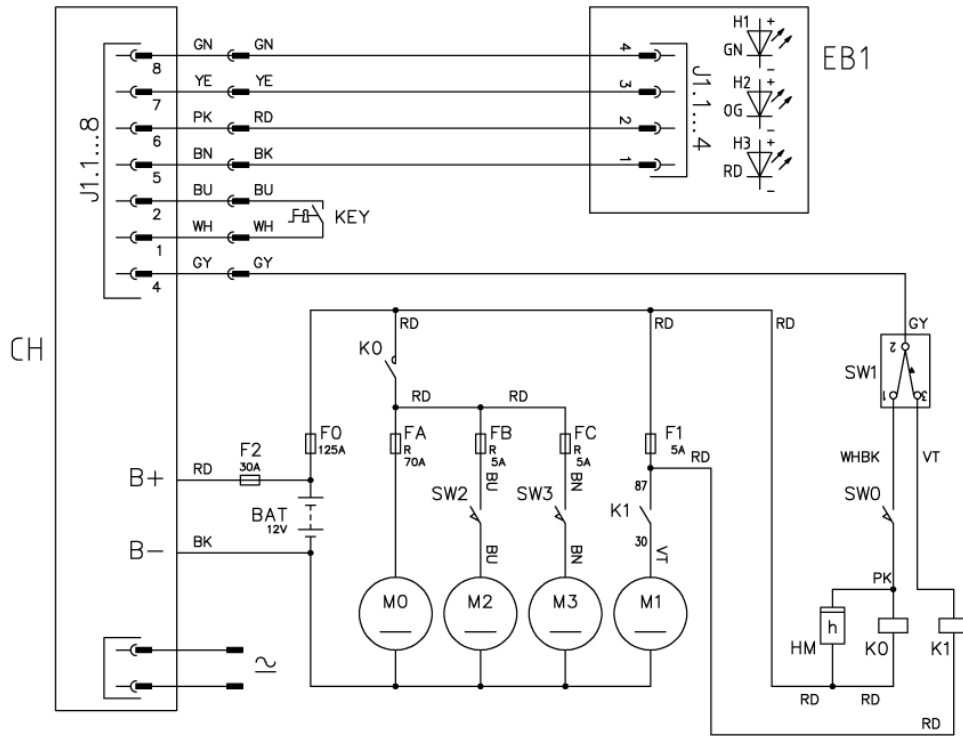 GN GN
8
YE YE
7
PK RD
6
BN BK
5
BU BU
2
WH WH
1
GY GY
4
J1.1...8
KEY
CH
4
3
2
1
J1.1...4
H1 +
GN
-
H2 +
OG
-
H3 +
RD
-
EB1
RD
RD
RD
GY
2
SW1
1
3
K0
RD
RD
F0
125A
FA
R
70A
FB
R
5A
FC
R
5A
F1
5A
RD
F2
30A
B+
RD
BAT
12V
B-
BK
BU
SW2
BU
BN
SW3
BN
87
K1
30
VT
WHBK
VT
SW0
PK
M0
M2
M3
M1
h
HM
K0
K1
RD
RD
RD
≃